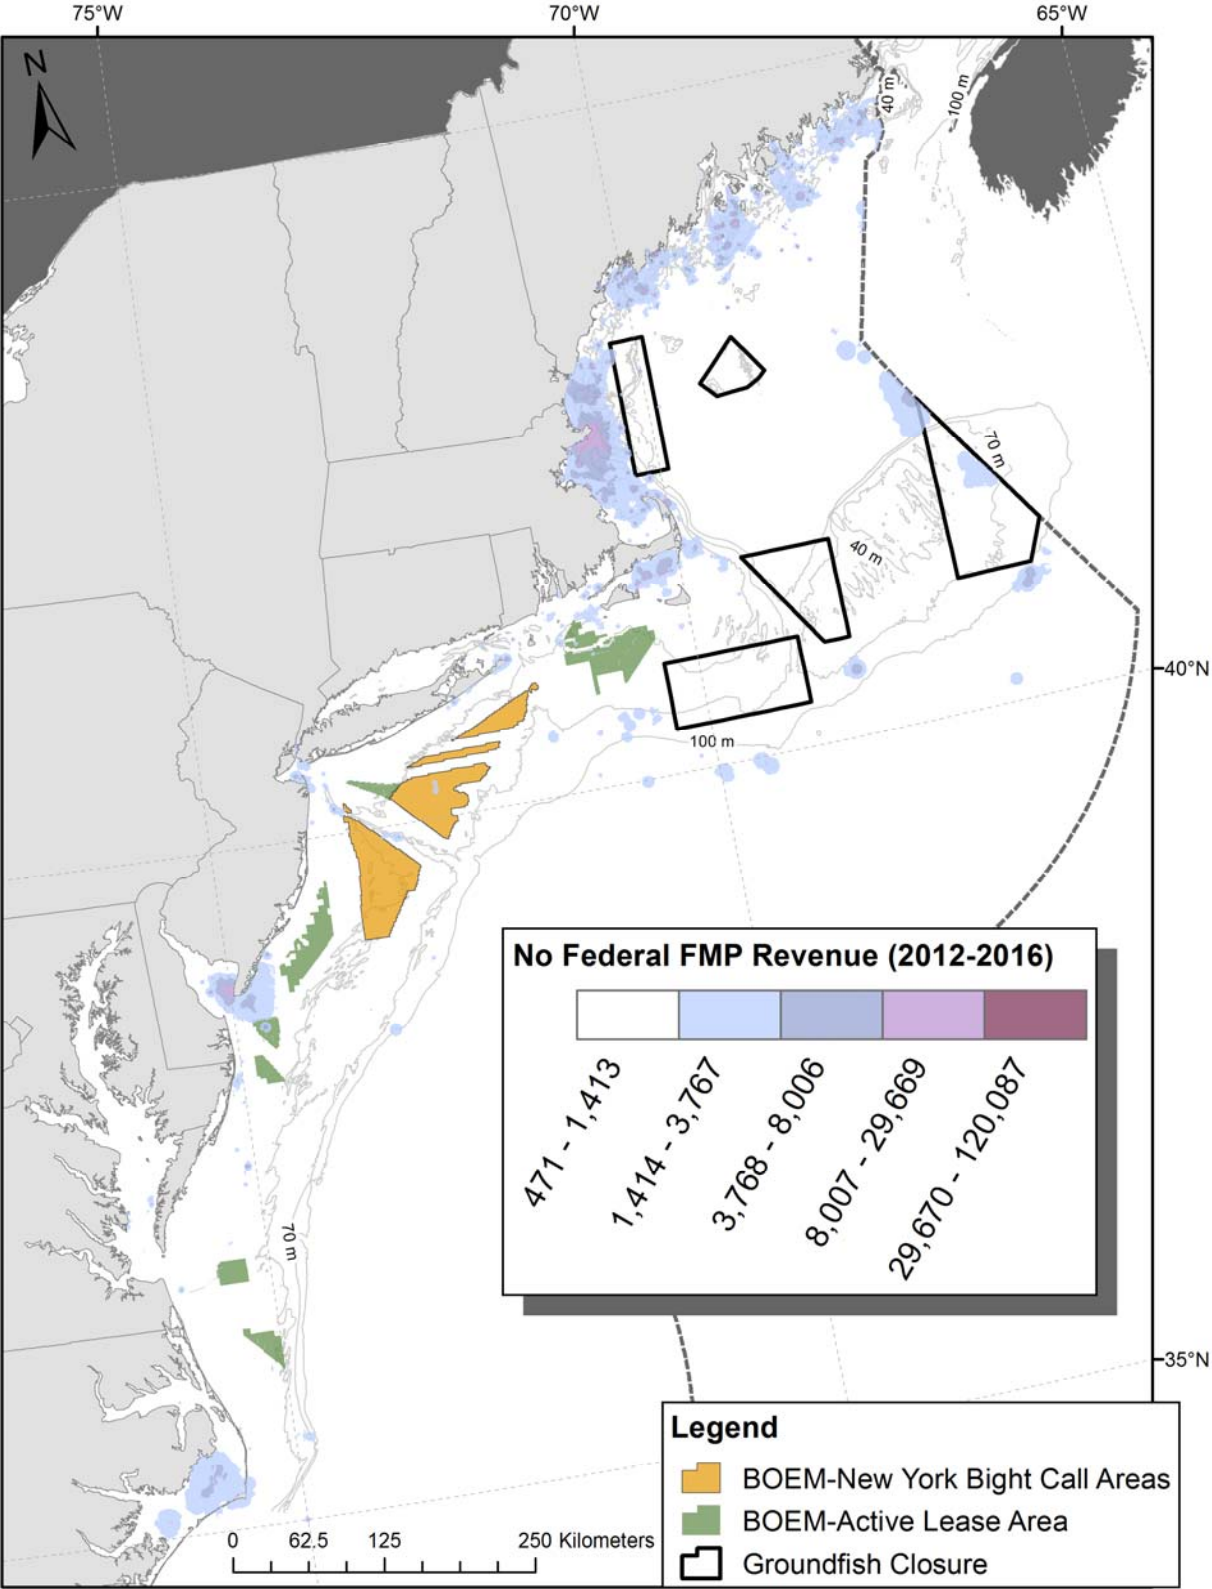 75°W
70°W
65°W
N
40 m
100 m
70 m
40 m
40°N
100 m
No Federal FMP Revenue (2012-2016)
471 - 1,413
1,414 - 3,767
3,768 - 8,006
8,007 - 29,669
29,670 - 120,087
70 m
35°N
Legend
BOEM-New York Bight Call Areas
BOEM-Active Lease Area
Groundfish Closure
0 62.5 125 250 Kilometers